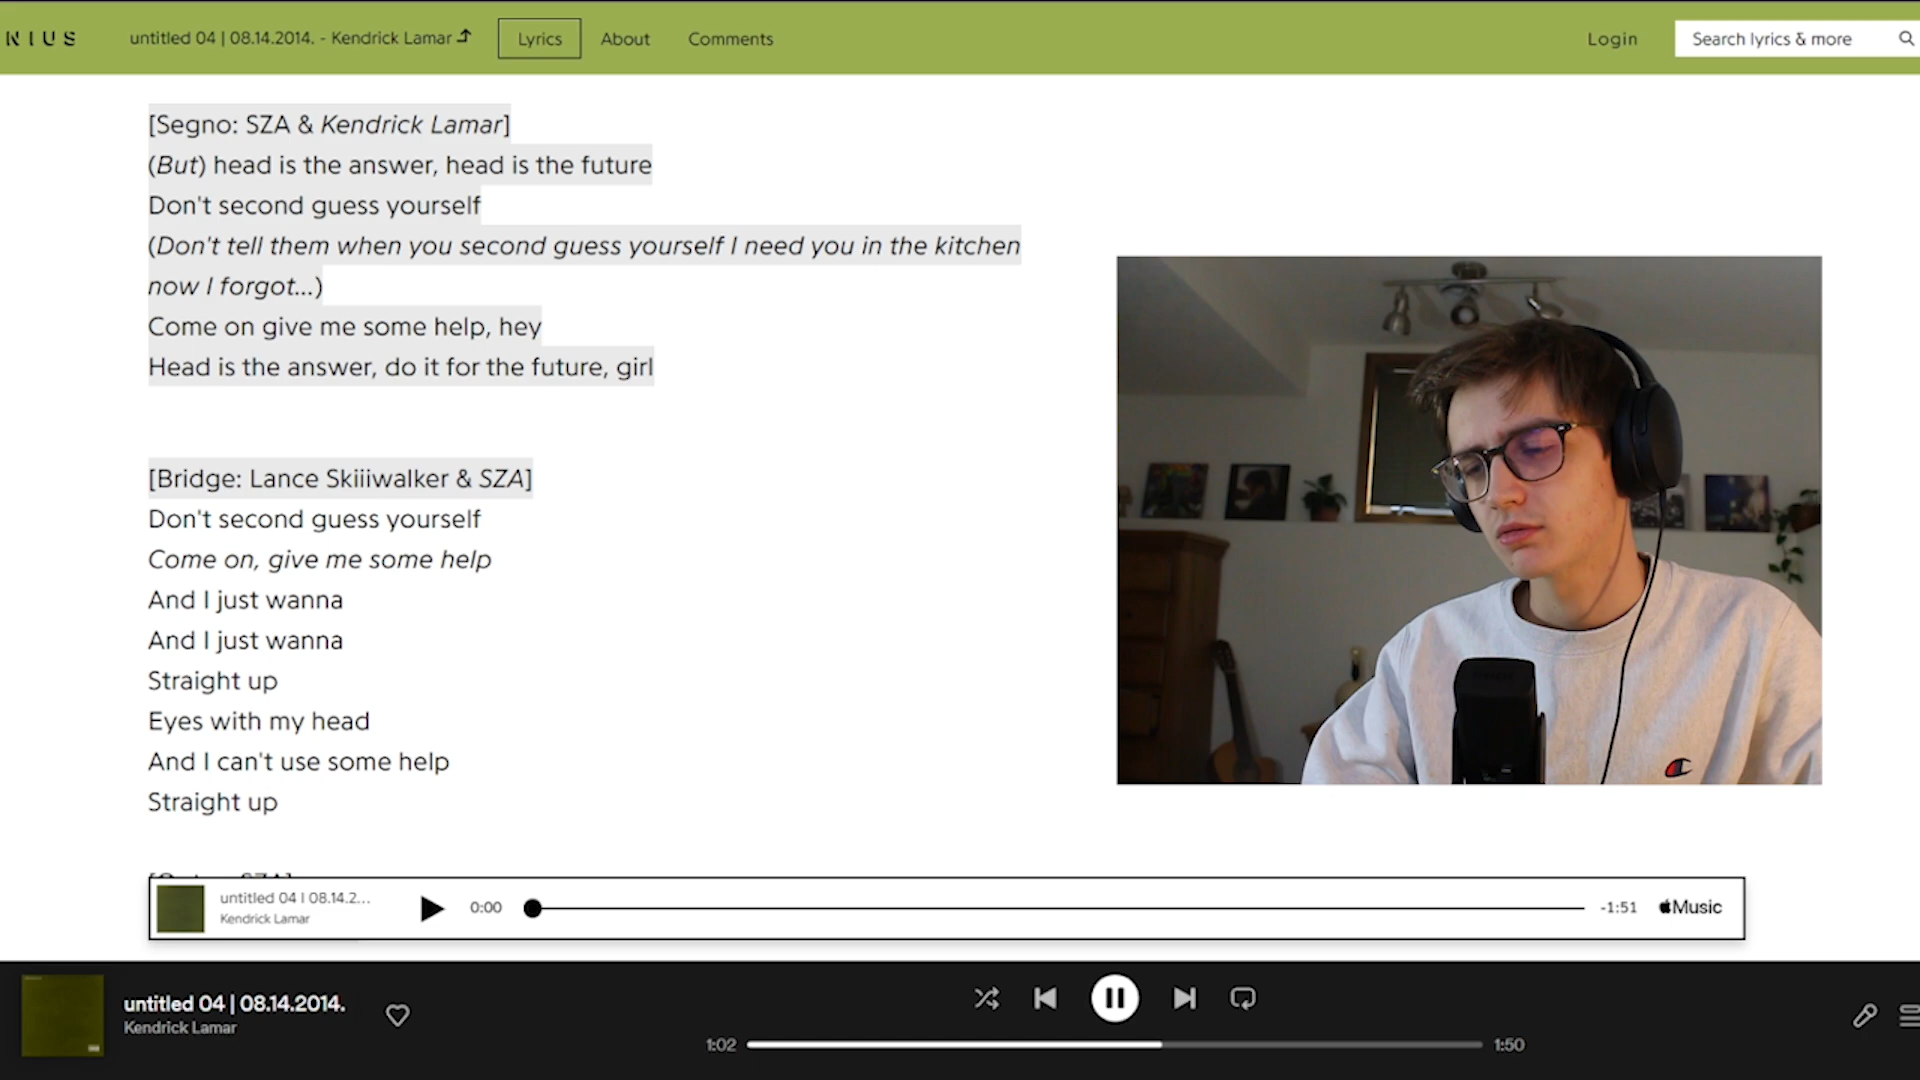 NIUS
untitled 04 | 08.14.2014. - Kendrick Lamar
Lyrics
About
Comments
Login
Search lyrics & more
[Segno: SZA & Kendrick Lamar]
(But) head is the answer, head is the future
Don't second guess yourself
(Don't tell them when you second guess yourself I need you in the kitchen
now I forgot...)
Come on give me some help, hey
Head is the answer, do it for the future, girl
[Bridge: Lance Skiiiwalker & SZA]
Don't second guess yourself
Come on, give me some help
And I just wanna
And I just wanna
Straight up
Eyes with my head
And I can't use some help
Straight up
untitled 04 | 08.14.2...
Kendrick Lamar
0:00
-1:51
Music
untitled 04 | 08.14.2014.
Kendrick Lamar
1:02
1:50